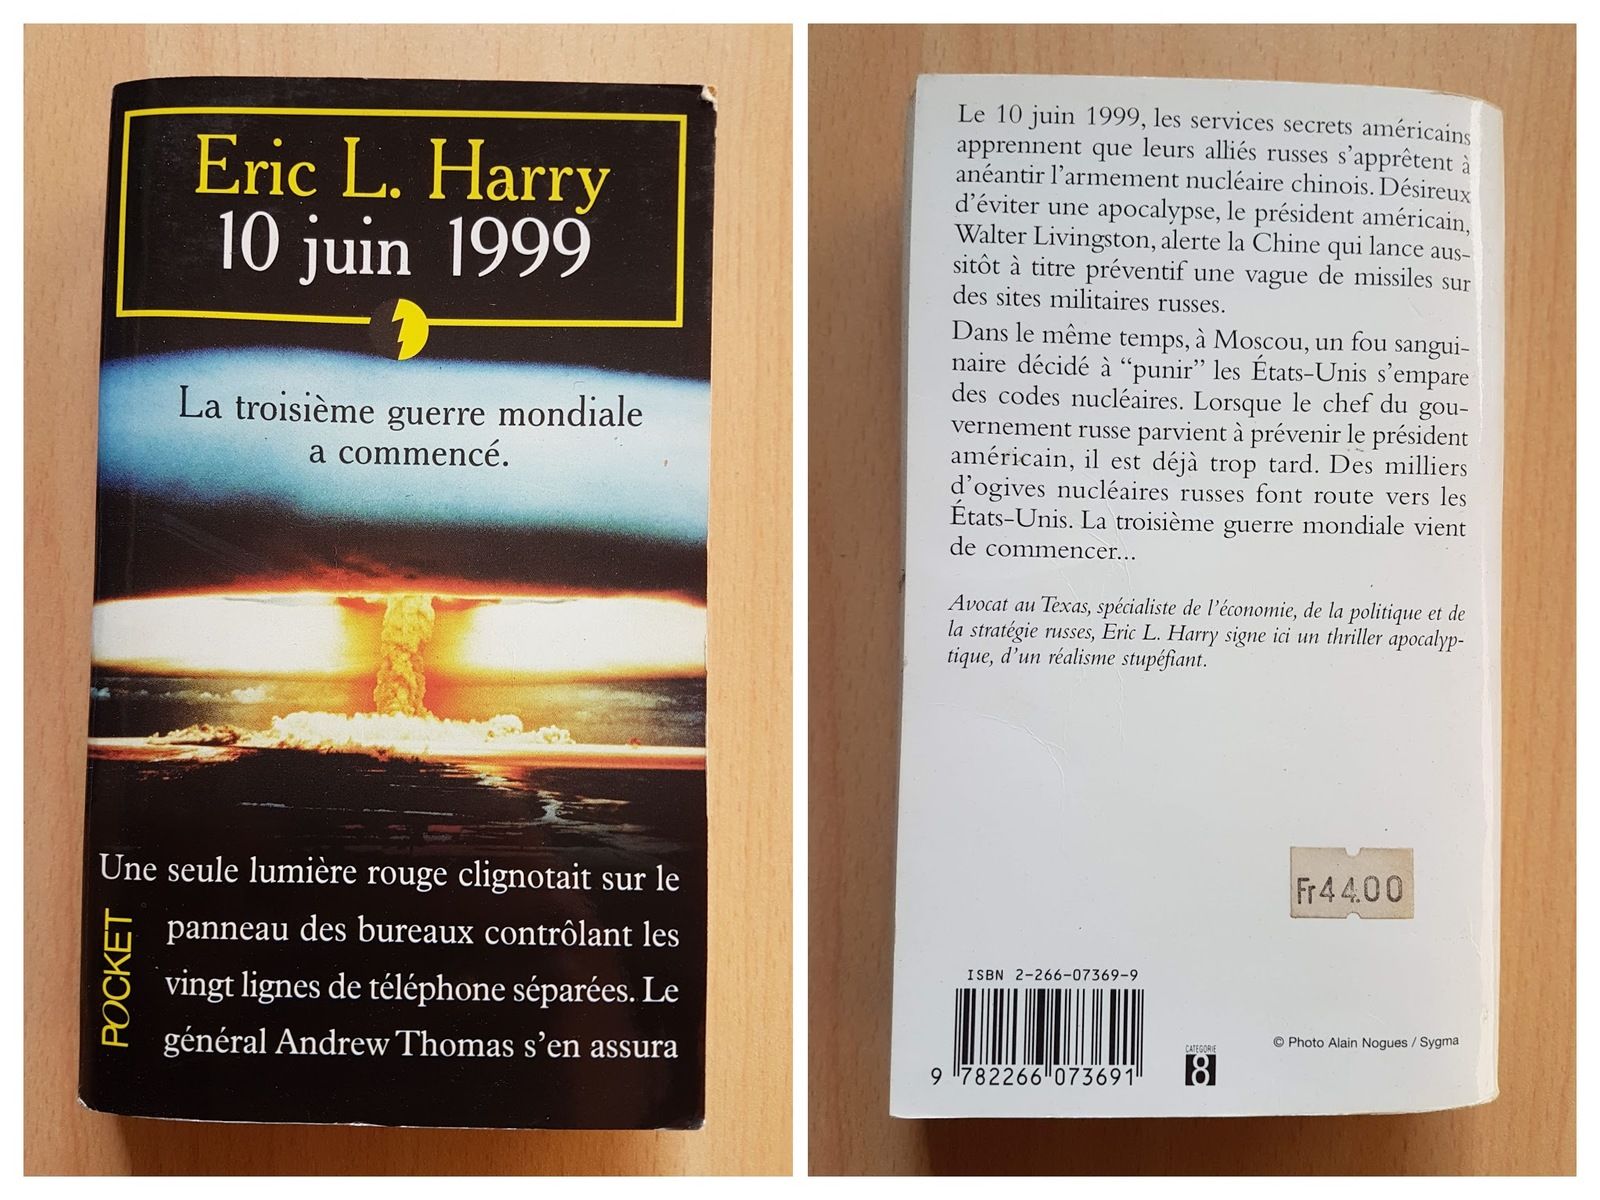 Eric L. Harry
10 juin 1999
La troisième guerre mondiale
a commencé.
Une seule lumière rouge clignotait sur le
panneau des bureaux contrôlant les
vingt lignes de téléphone séparées. Le
général Andrew Thomas s'en assura
POCKET
Le 10 juin 1999, les services secrets américains
apprennent que leurs alliés russes s'apprêtent à
anéantir l'armement nucléaire chinois. Désireux
d'éviter une apocalypse, le président américain,
Walter Livingston, alerte la Chine qui lance aus-
sitôt à titre préventif une vague de missiles sur
des sites militaires russes.
Dans le même temps, à Moscou, un fou sangui-
naire décidé à “punir” les États-Unis s'empare
des codes nucléaires. Lorsque le chef du gou-
vernement russe parvient à prévenir le président
américain, il est déjà trop tard. Des milliers
d'ogives nucléaires russes font route vers les
États-Unis. La troisième guerre mondiale vient
de commencer...
Avocat au Texas, spécialiste de l'économie, de la politique et de
la stratégie russes, Eric L. Harry signe ici un thriller apocalyp-
tique, d'un réalisme stupéfiant.
Fr44.00
ISBN 2-266-07369-9
9 782266 073691
CATEGORIE
8
© Photo Alain Nogues / Sygma